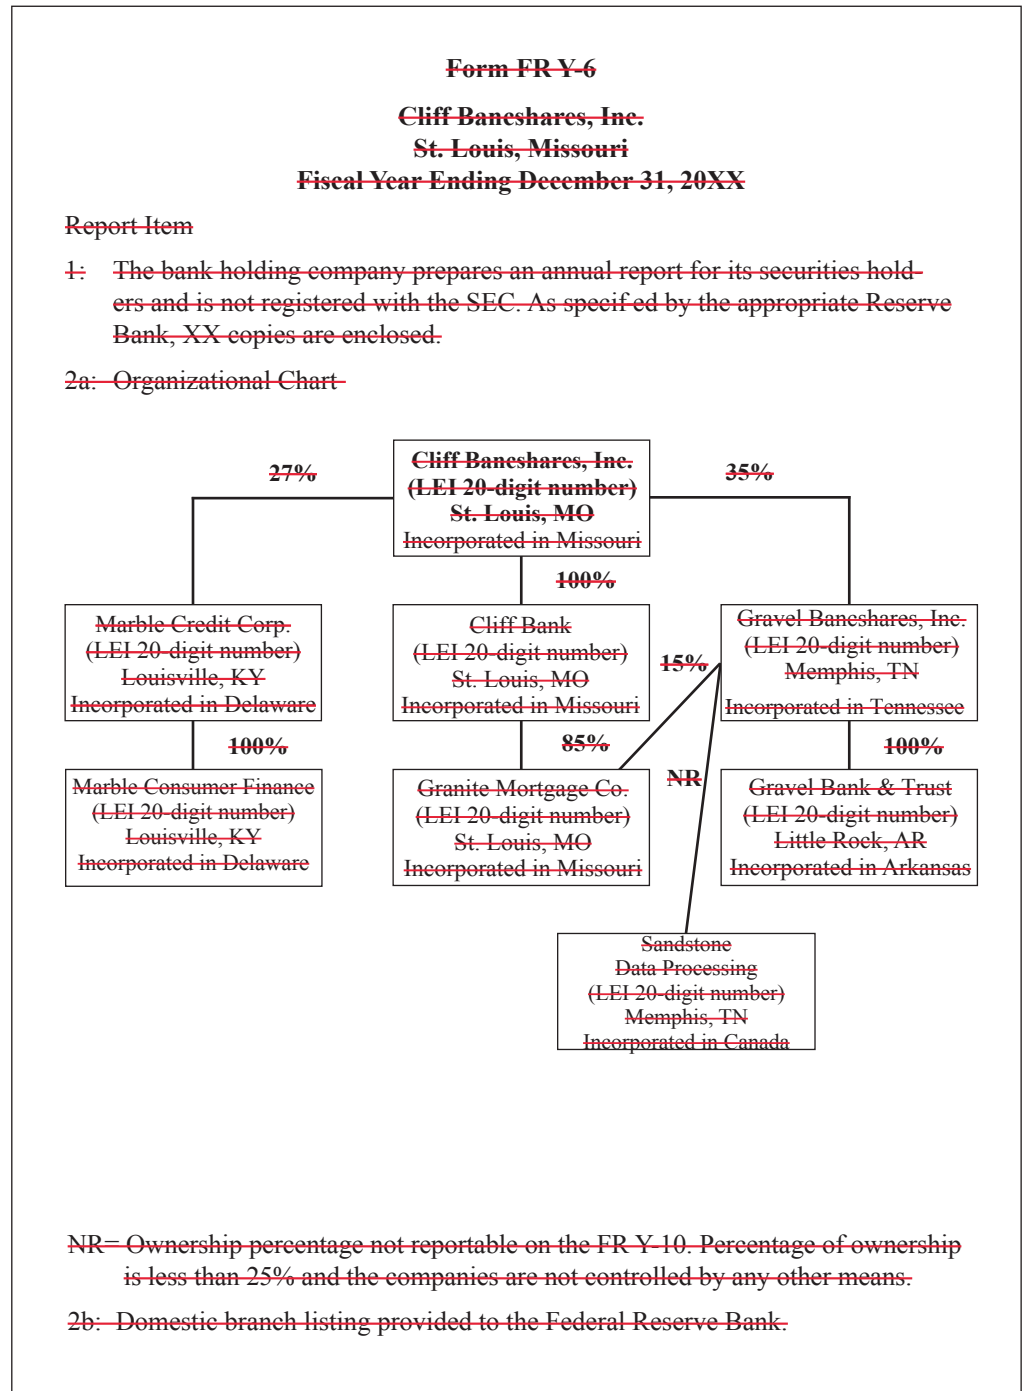 Form FR Y-6
Cliff Bancshares, Inc.
St. Louis, Missouri
Fiscal Year Ending December 31, 20XX
Report Item
1: The bank holding company prepares an annual report for its securities hold-
ers and is not registered with the SEC. As specifed by the appropriate Reserve
Bank, XX copies are enclosed.
2a: Organizational Chart
27%
Cliff Bancshares, Inc.
(LEI 20-digit number)
St. Louis, MO
Incorporated in Missouri
35%
100%
Marble Credit Corp.
(LEI 20-digit number)
Louisville, KY
Incorporated in Delaware
Cliff Bank
(LEI 20-digit number)
St. Louis, MO
Incorporated in Missouri
15%
Gravel Bancshares, Inc.
(LEI 20-digit number)
Memphis, TN
Incorporated in Tennessee
100%
85%
NR
100%
Marble Consumer Finance
(LEI 20-digit number)
Louisville, KY
Incorporated in Delaware
Granite Mortgage Co.
(LEI 20-digit number)
St. Louis, MO
Incorporated in Missouri
Gravel Bank & Trust
(LEI 20-digit number)
Little Rock, AR
Incorporated in Arkansas
Sandstone
Data Processing
(LEI 20-digit number)
Memphis, TN
Incorporated in Canada
NR= Ownership percentage not reportable on the FR Y-10. Percentage of ownership
is less than 25% and the companies are not controlled by any other means.
2b: Domestic branch listing provided to the Federal Reserve Bank.